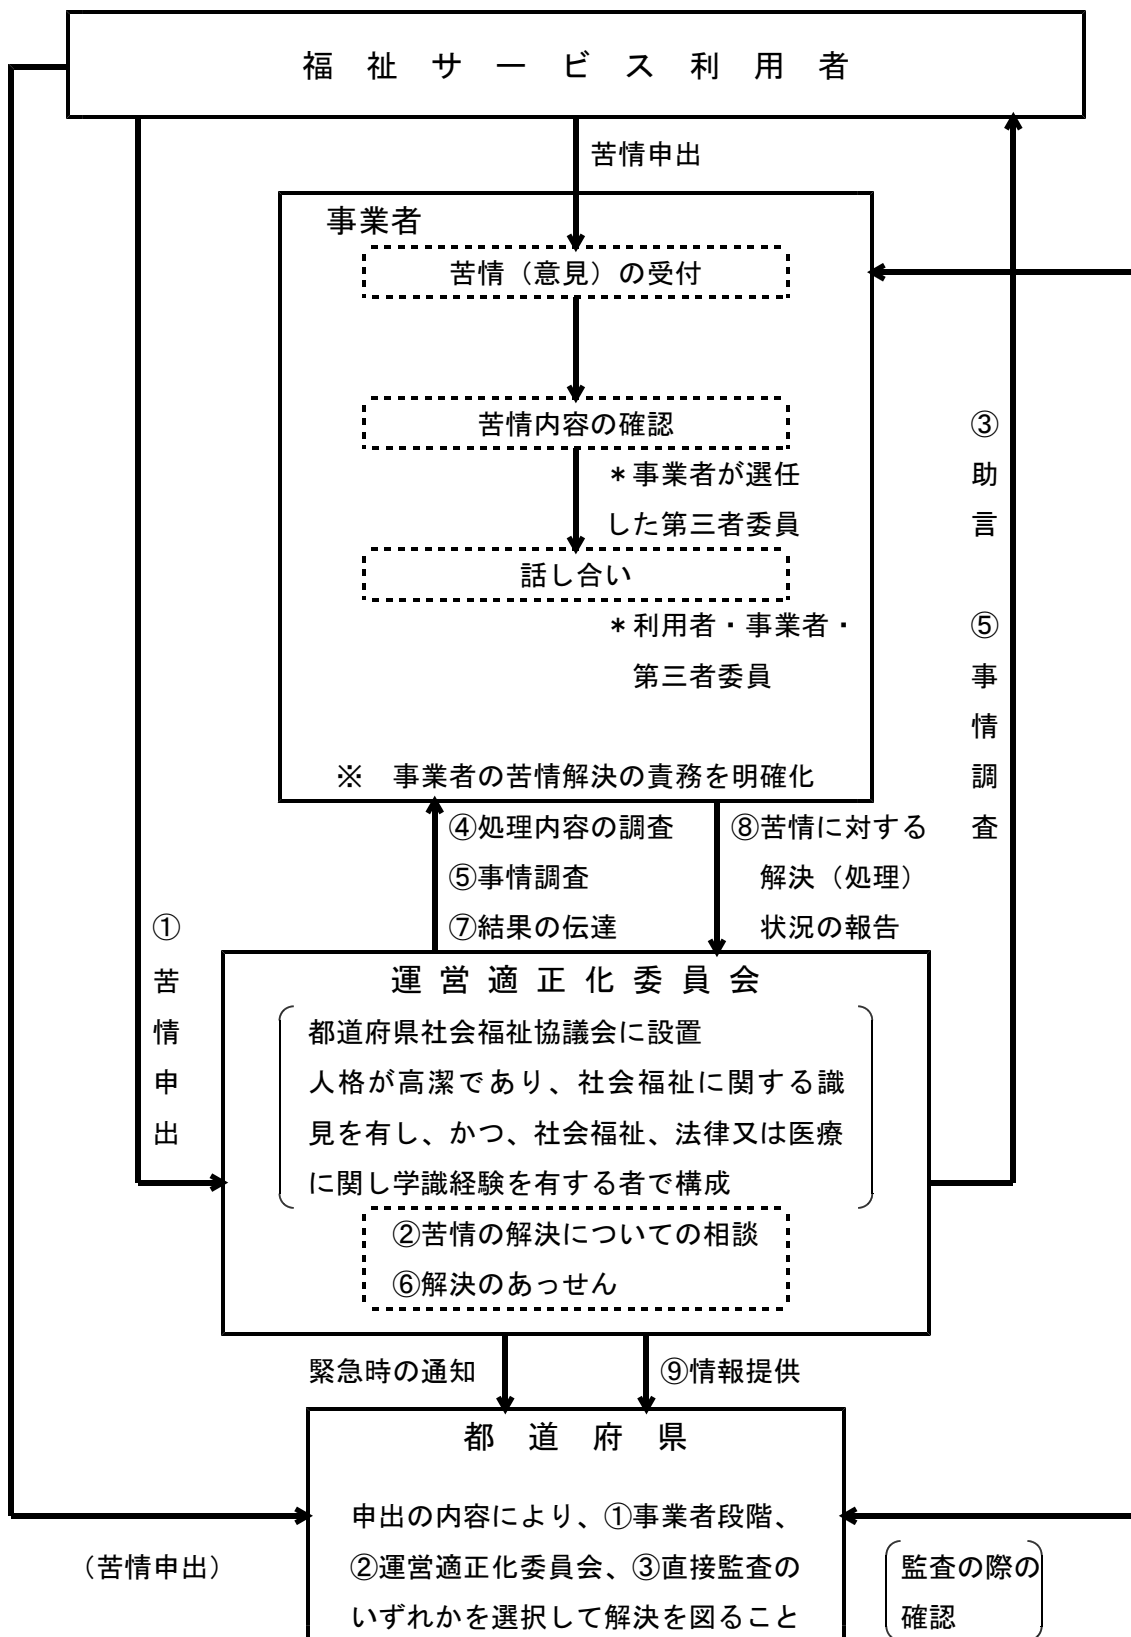 福祉サービス利用者
苦情申出
事業者
苦情（意見）の受付
苦情内容の確認
＊事業者が選任
した第三者委員
話し合い
＊利用者・事業者・
第三者委員
※　事業者の苦情解決の責務を明確化
③助言
⑤事情調査
④処理内容の調査
⑤事情調査
⑦結果の伝達
⑧苦情に対する
解決（処理）
状況の報告
①苦情申出
運営適正化委員会
都道府県社会福祉協議会に設置
人格が高潔であり、社会福祉に関する識
見を有し、かつ、社会福祉、法律又は医療
に関し学識経験を有する者で構成
②苦情の解決についての相談
⑥解決のあっせん
緊急時の通知
⑨情報提供
都道府県
申出の内容により、①事業者段階、
②運営適正化委員会、③直接監査の
いずれかを選択して解決を図ること
（苦情申出）
監査の際の
確認